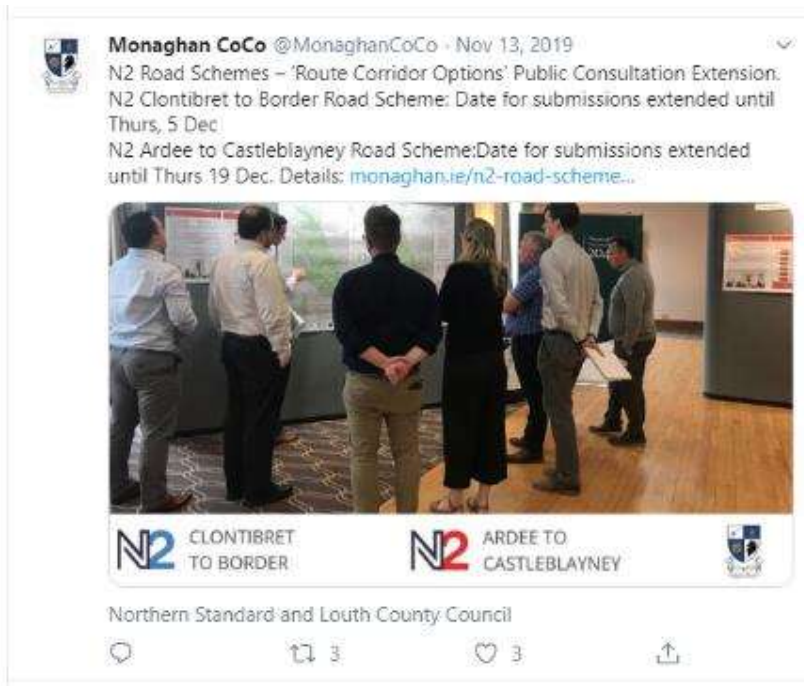 Monaghan CoCo @MonaghanCoCo · Nov 13, 2019
N2 Road Schemes – 'Route Corridor Options' Public Consultation Extension.
N2 Clontibret to Border Road Scheme: Date for submissions extended until
Thurs, 5 Dec
N2 Ardee to Castleblayney Road Scheme:Date for submissions extended
until Thurs 19 Dec. Details: monaghan.ie/n2-road-scheme...
N2 CLONTIBRET
TO BORDER
N2 ARDEE TO
CASTLEBLAYNEY
Northern Standard and Louth County Council
3
3